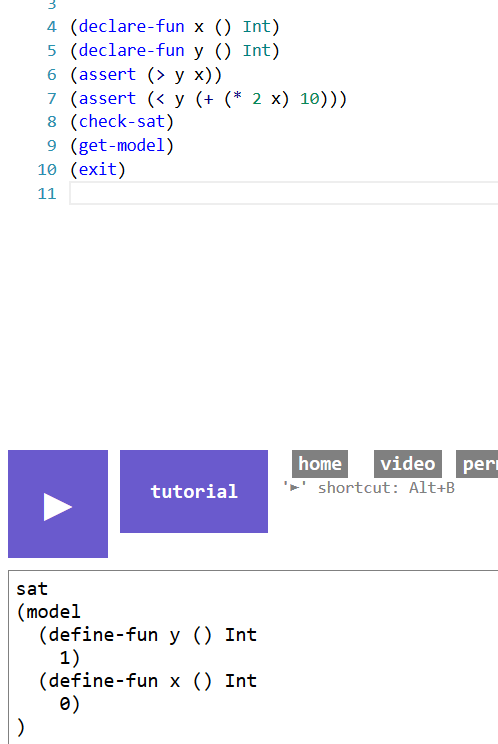 3
4 (declare-fun x () Int)
5 (declare-fun y () Int)
6 (assert (> y x))
7 (assert (< y (+ (* 2 x) 10)))
8 (check-sat)
9 (get-model)
10 (exit)
11
tutorial
home video
'►' shortcut: Alt+B
sat
(model
  (define-fun y () Int
    1)
  (define-fun x () Int
    0)
)